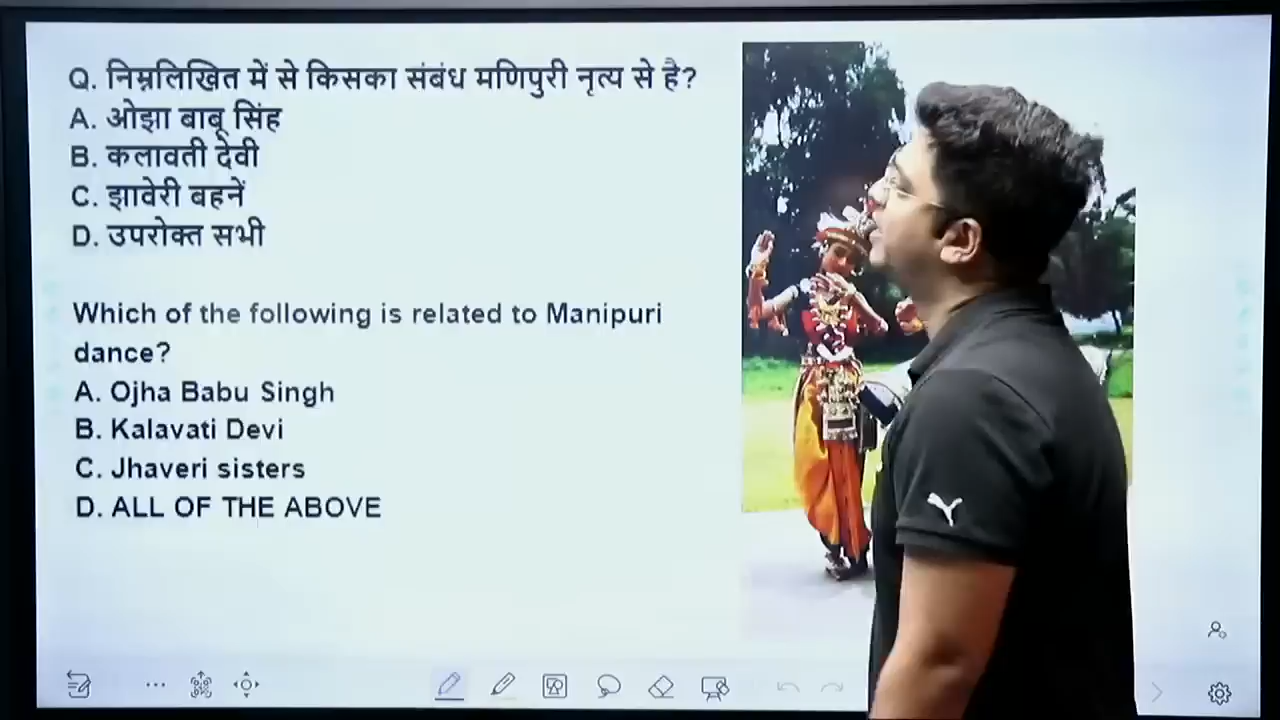 Q. निम्नलिखित में से किसका संबंध मणिपुरी नृत्य से है?
A. ओझा बाबू सिंह
B. कलावती देवी
C. झावेरी बहनें
D. उपरोक्त सभी
Which of the following is related to Manipuri
dance?
A. Ojha Babu Singh
B. Kalavati Devi
C. Jhaveri sisters
D. ALL OF THE ABOVE